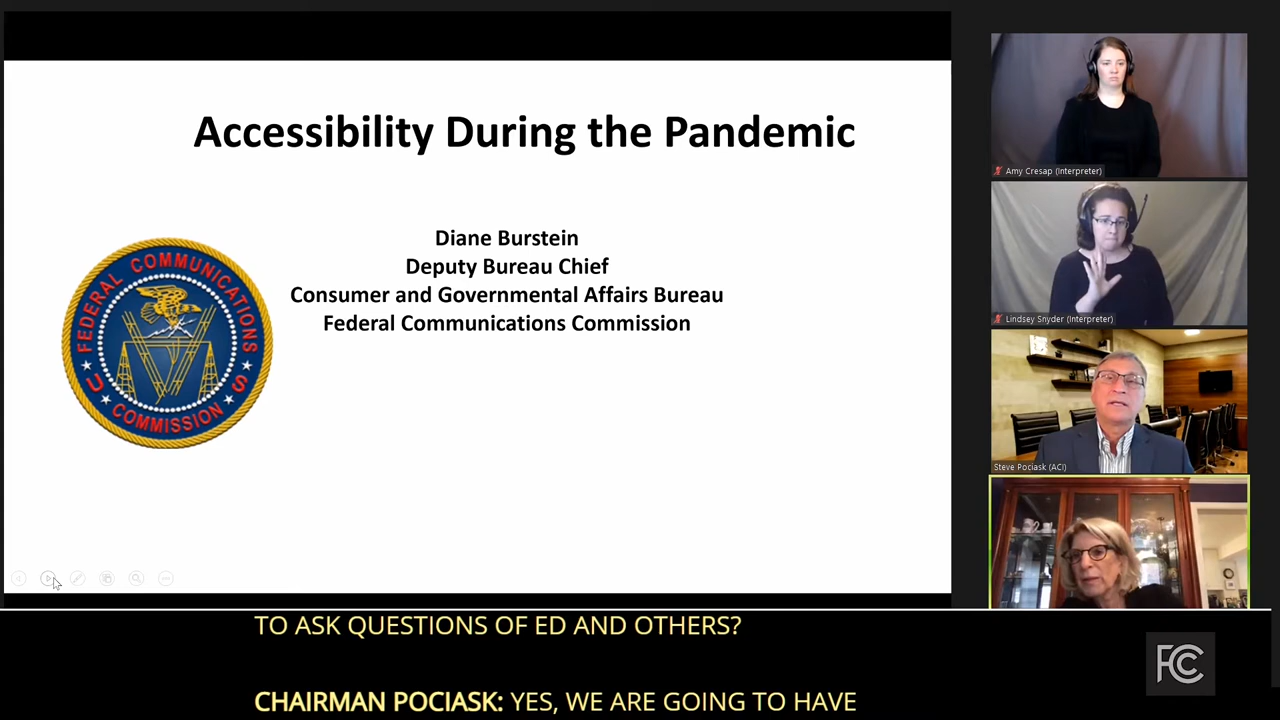 Accessibility During the Pandemic
Diane Burstein
Deputy Bureau Chief
Consumer and Governmental Affairs Bureau
Federal Communications Commission
FEDERAL COMMUNICATIONS
U S
COMMISSION
Amy Cresap (Interpreter)
Lindsey Snyder (Interpreter)
Steve Pociask (ACI)
TO ASK QUESTIONS OF ED AND OTHERS?
CHAIRMAN POCIASK: YES, WE ARE GOING TO HAVE
FCC